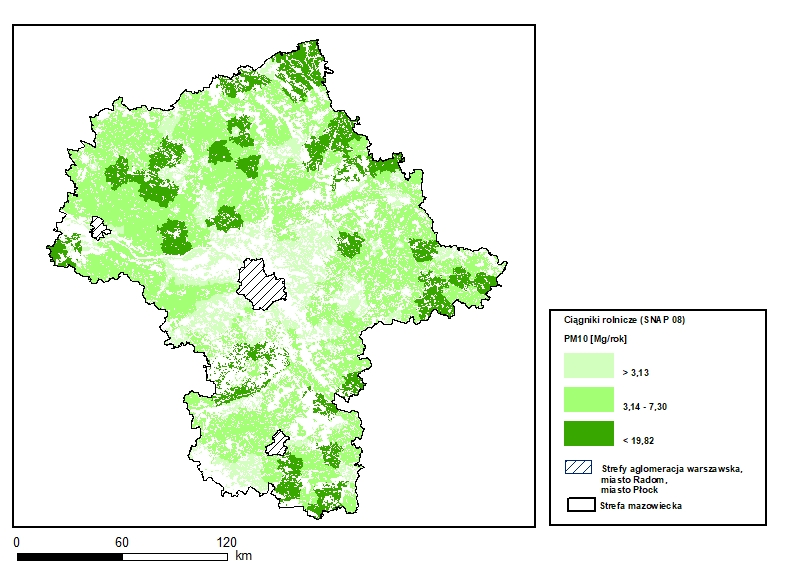 Ciągniki rolnicze (SNAP 08)
PM10 [Mg/rok]
> 3,13
3,14 - 7,30
< 19,82
Strefy aglomeracja warszawska,
miasto Radom,
miasto Płock
Strefa mazowiecka
0 60 120
km